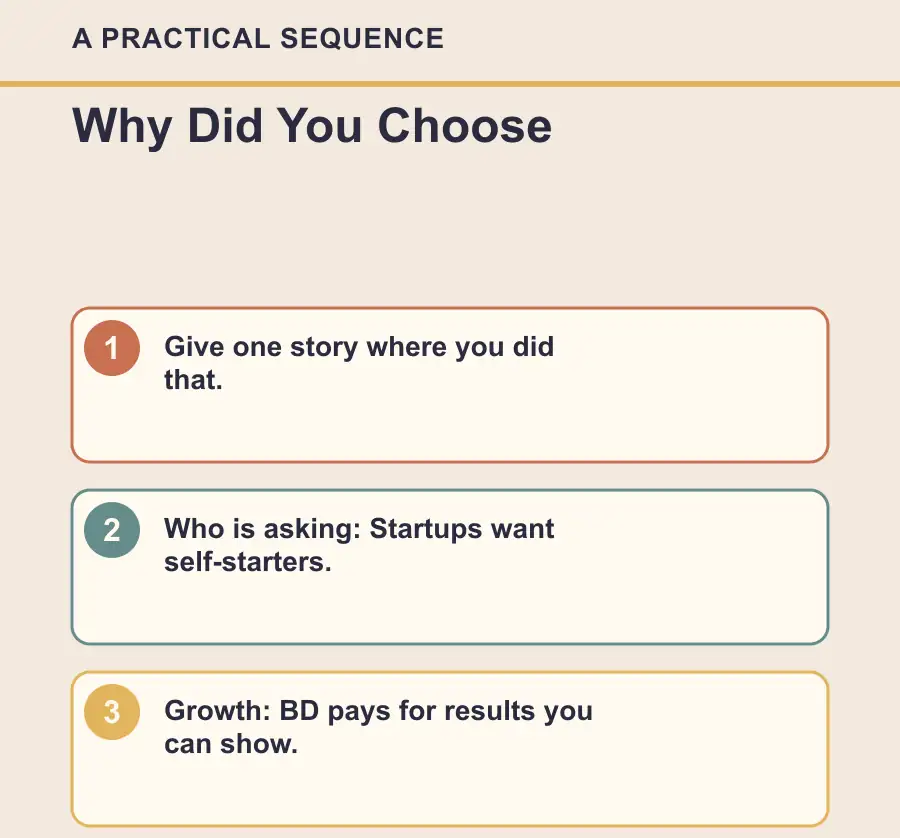 A PRACTICAL SEQUENCE
Why Did You Choose
1
Give one story where you did
that.
2
Who is asking: Startups want
self-starters.
3
Growth: BD pays for results you
can show.